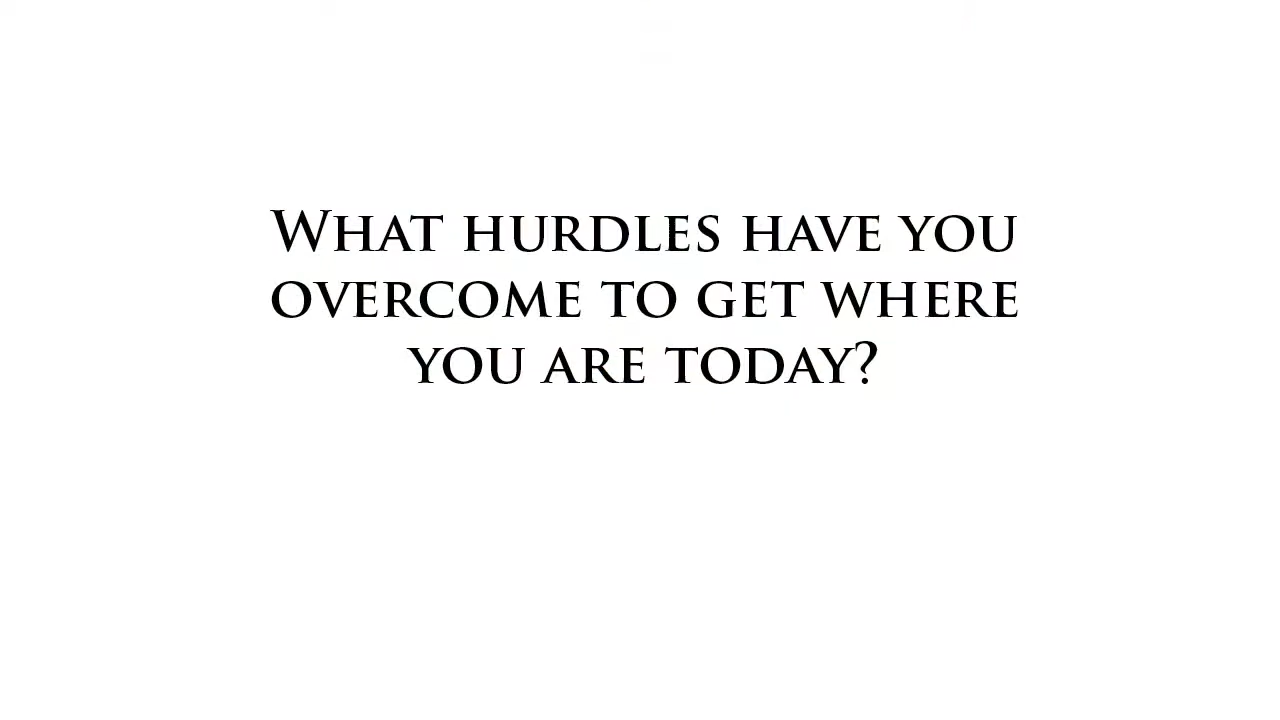 What hurdles have you
overcome to get where
you are today?